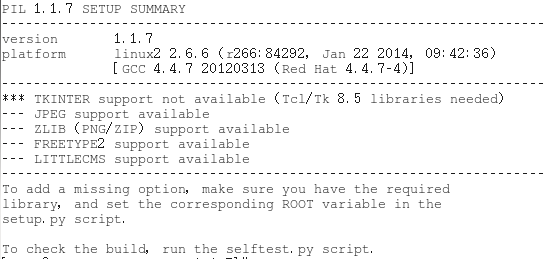 PIL 1.1.7 SETUP SUMMARY
--------------------------------------------------------------------
version 1.1.7
platform linux2 2.6.6 (r266:84292, Jan 22 2014, 09:42:36)
[GCC 4.4.7 20120313 (Red Hat 4.4.7-4)]
--------------------------------------------------------------------
*** TKINTER support not available (Tcl/Tk 8.5 libraries needed)
--- JPEG support available
--- ZLIB (PNG/ZIP) support available
--- FREETYPE2 support available
--- LITTLECMS support available
--------------------------------------------------------------------
To add a missing option, make sure you have the required
library, and set the corresponding ROOT variable in the
setup.py script.
To check the build, run the selftest.py script.